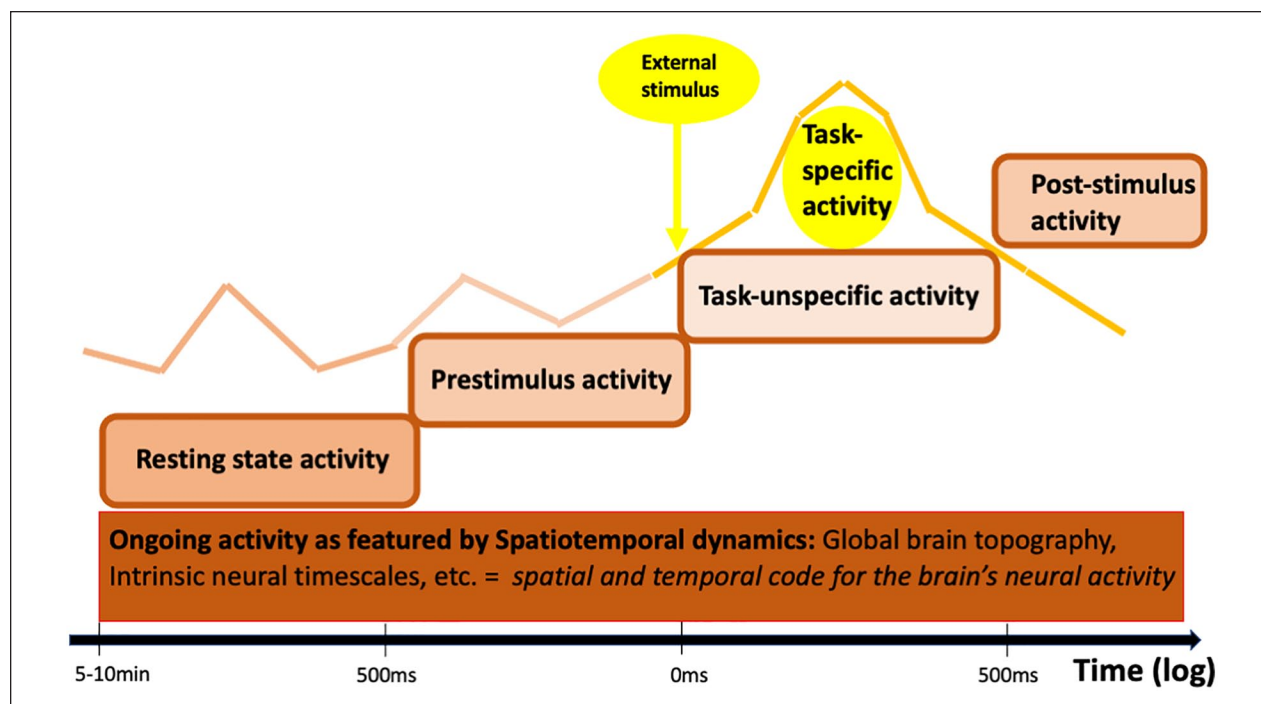 External
stimulus
Task-
specific
activity
Post-stimulus
activity
Task-unspecific activity
Prestimulus activity
Resting state activity
Ongoing activity as featured by Spatiotemporal dynamics: Global brain topography,
Intrinsic neural timescales, etc. = spatial and temporal code for the brain’s neural activity
5-10min
500ms
0ms
500ms
Time (log)